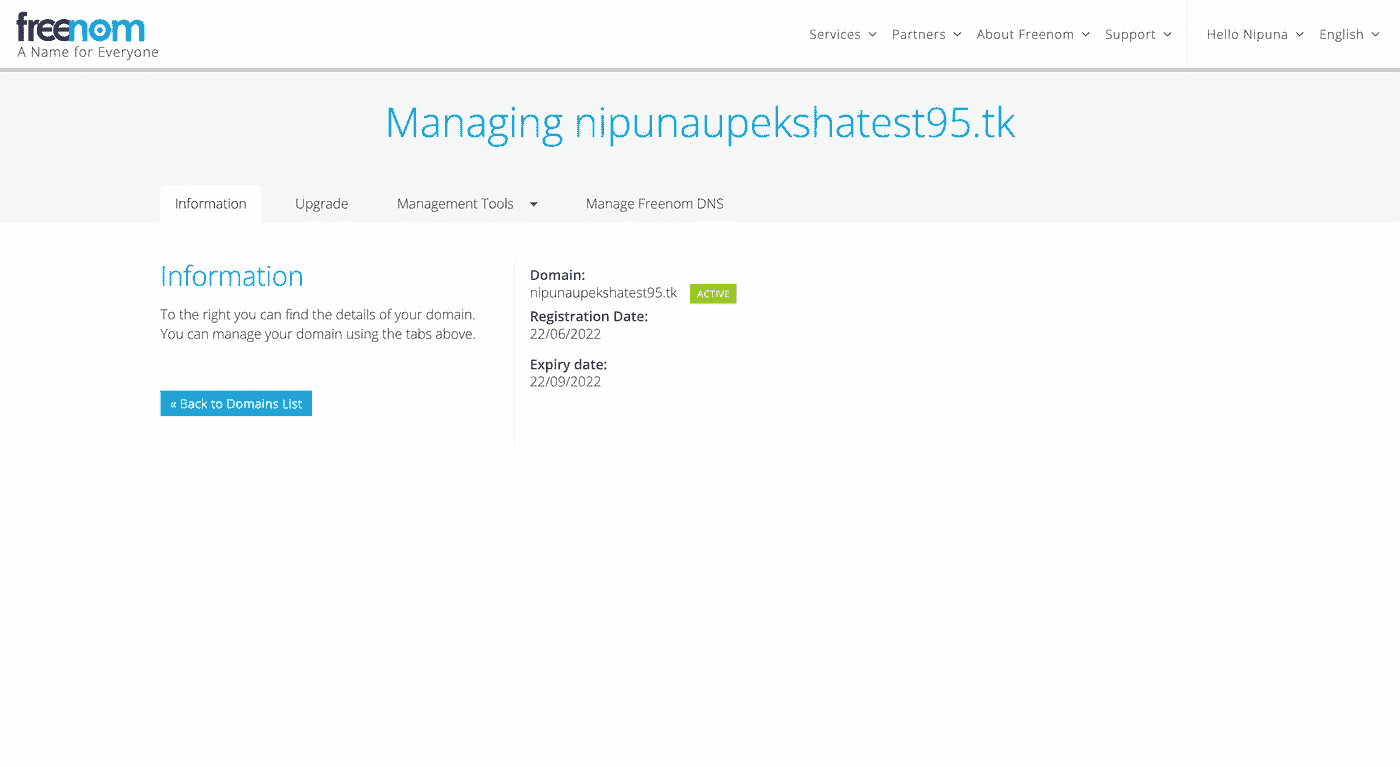 freenom
A Name for Everyone
Services Partners About Freenom Support Hello Nipuna English
Managing nipunaupekshatest95.tk
Information Upgrade Management Tools Manage Freenom DNS
Information
To the right you can find the details of your domain.
You can manage your domain using the tabs above.
« Back to Domains List
Domain:
nipunaupekshatest95.tk ACTIVE
Registration Date:
22/06/2022
Expiry date:
22/09/2022